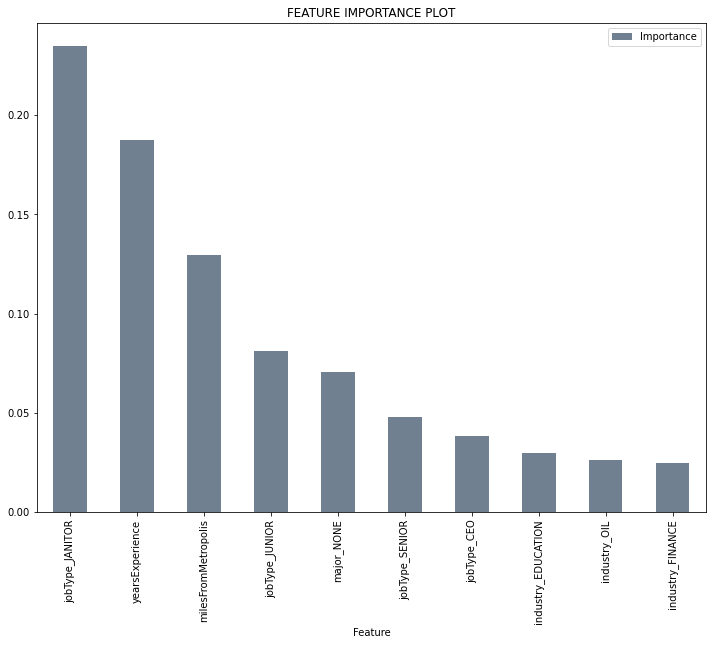 FEATURE IMPORTANCE PLOT
Importance
0.20
0.15
0.10
0.05
0.00
jobType_JANITOR
yearsExperience
milesFromMetropolis
jobType_JUNIOR
major_NONE
jobType_SENIOR
jobType_CEO
industry_EDUCATION
industry_OIL
industry_FINANCE
Feature